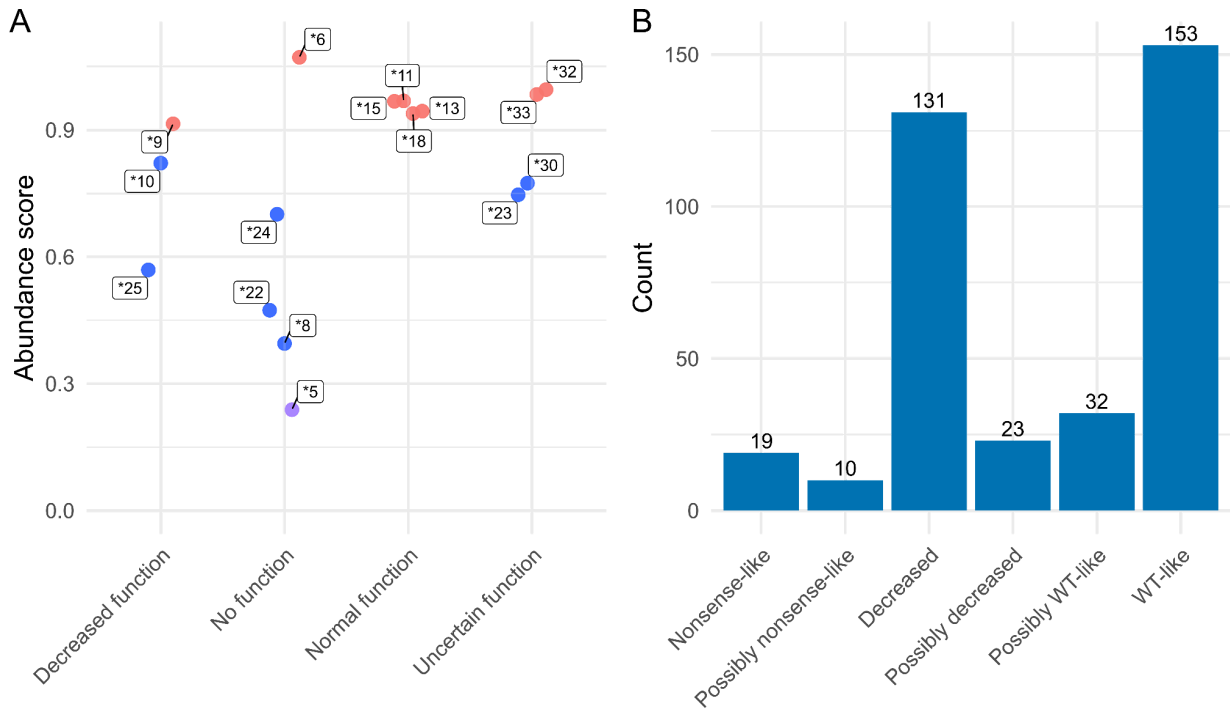 A
Abundance score
0.9
0.6
0.3
0.0
*6
*11
*32
*15
*13
*33
*9
*18
*10
*30
*23
*24
*25
*22
*8
*5
Decreased function
No function
Normal function
Uncertain function
B
Count
150
100
50
0
19
10
131
23
32
153
Nonsense-like
Possibly nonsense-like
Decreased
Possibly decreased
Possibly WT-like
WT-like